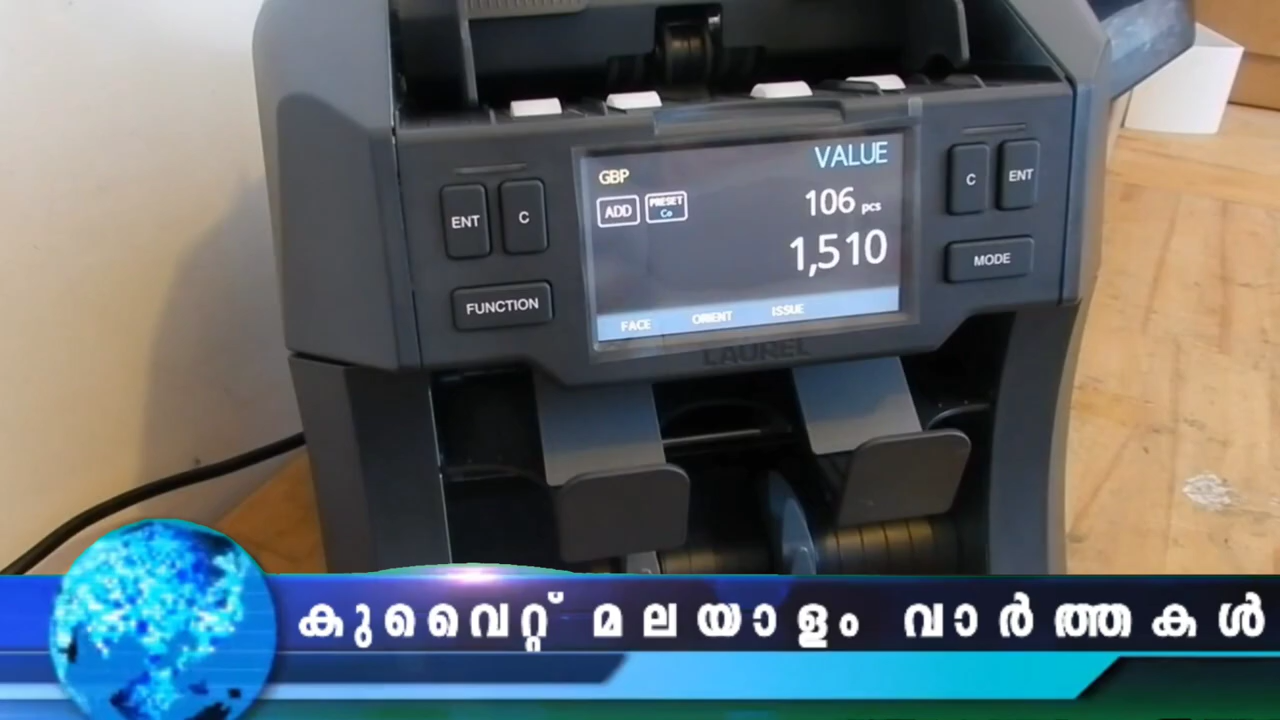 VALUE
GBP
ADD
PRESET
Co
106 pcs
1,510
FACE ORIENT ISSUE
ENT C
FUNCTION
C ENT
MODE
LAUREL
കുവൈറ്റ് മലയാളം വാർത്തകൾ